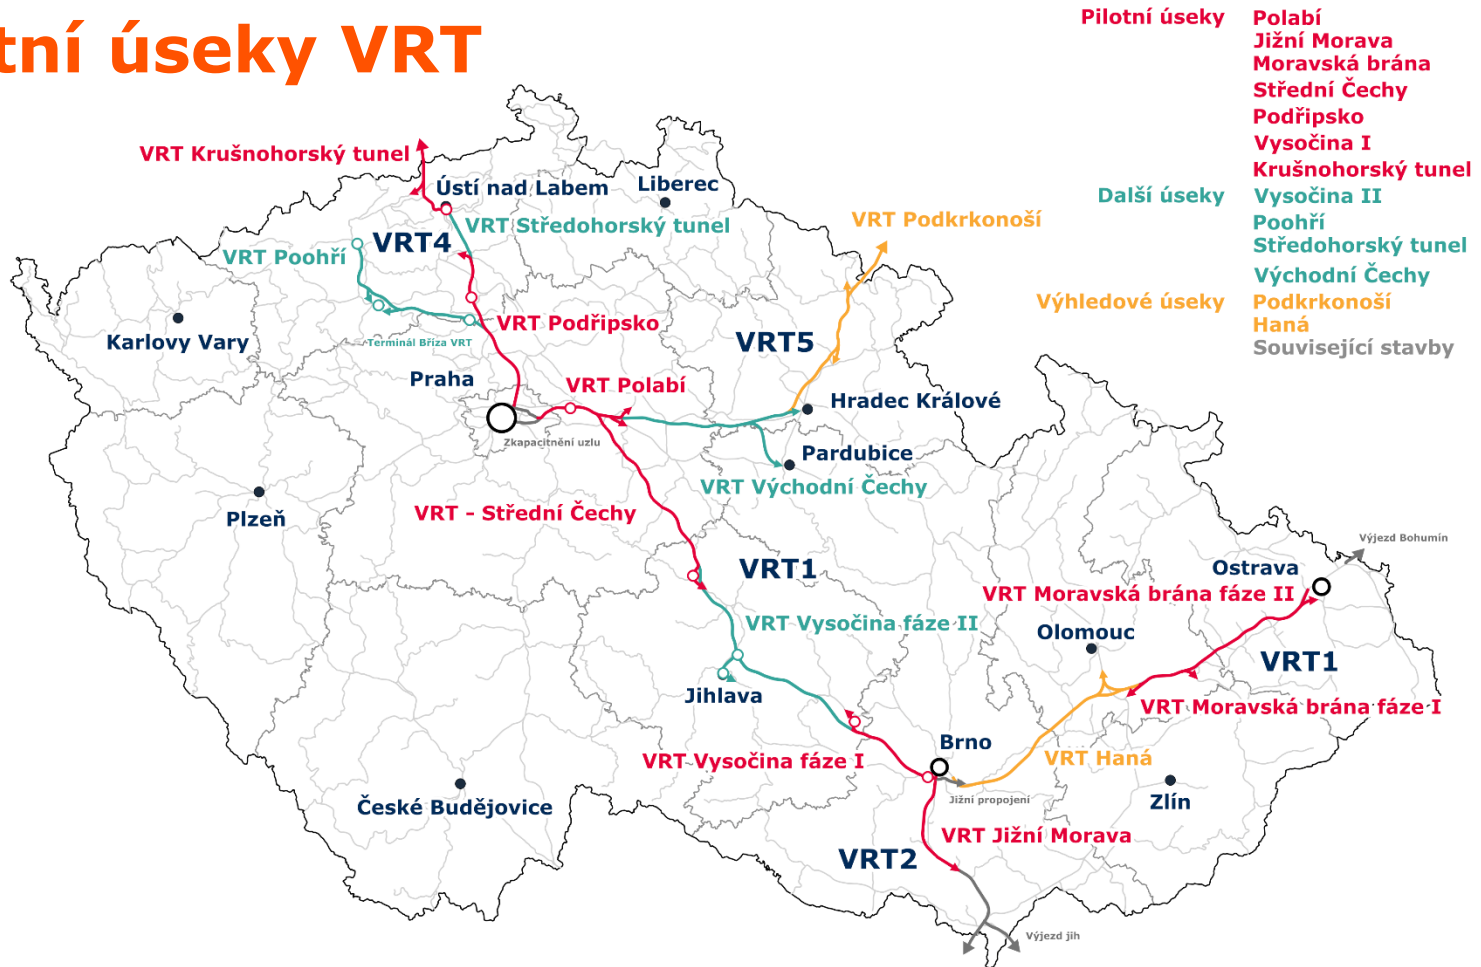 tní úseky VRT
Pilotní úseky Polabí
Jižní Morava
Moravská brána
Střední Čechy
Podřipsko
Vysočina I
Krušnohorský tunel
Další úseky Vysočina II
Poohří
Středohorský tunel
Východní Čechy
Výhledové úseky Podkrkonoší
Haná
Související stavby
VRT Krušnohorský tunel
Ústí nad Labem
Liberec
VRT Středohorský tunel
VRT Podkrkonoší
VRT4
VRT Poohří
Karlovy Vary
Terminál Bříza VRT
VRT Podřipsko
VRT5
Praha
VRT Polabí
Hradec Králové
Zkapacitnění uzlu
Pardubice
VRT Východní Čechy
Plzeň
VRT - Střední Čechy
Výjezd Bohumín
VRT1
Ostrava
VRT Moravská brána fáze II
VRT Vysočina fáze II
Olomouc
VRT1
Jihlava
VRT Moravská brána fáze I
Brno
VRT Vysočina fáze I
VRT Haná
Jižní propojení
České Budějovice
Zlín
VRT Jižní Morava
VRT2
Výjezd jih